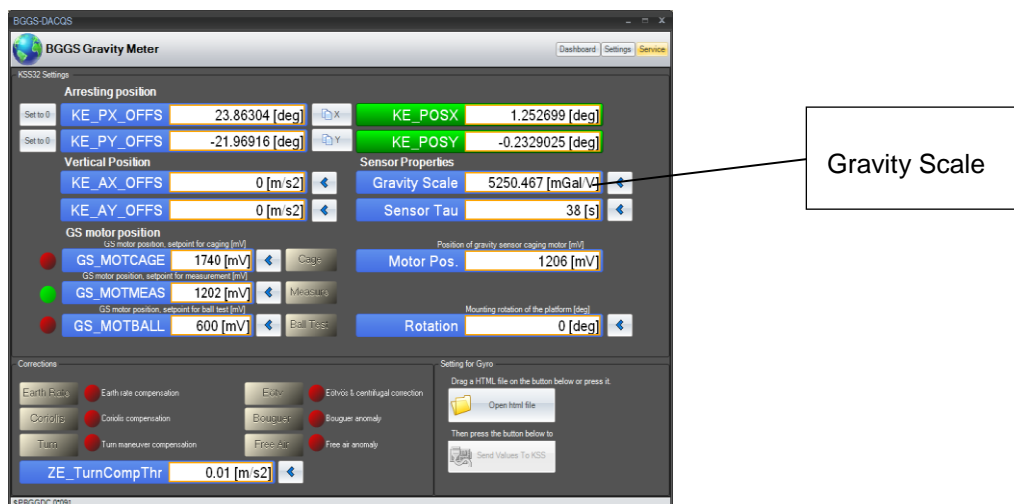 BGGS-DACQS
BGGS Gravity Meter
Dashboard Settings Service
KSS32 Settings
Arresting position
Set to 0 KE_PX_OFFS 23.86304 [deg] X KE_POSX 1.252699 [deg]
Set to 0 KE_PY_OFFS -21.96916 [deg] Y KE_POSY -0.2329025 [deg]
Vertical Position Sensor Properties
KE_AX_OFFS 0 [m/s2] Gravity Scale 5250.467 [mGal/V]
KE_AY_OFFS 0 [m/s2] Sensor Tau 38 [s]
GS motor position
GS motor position, setpoint for caging [mV] Position of gravity sensor caging motor [mV]
GS_MOTCAGE 1740 [mV] Cage Motor Pos. 1206 [mV]
GS motor position, setpoint for measurement [mV]
GS_MOTMEAS 1202 [mV] Measure
GS motor position, setpoint for ball test [mV] Mounting rotation of the platform [deg]
GS_MOTBALL 600 [mV] Ball Test Rotation 0 [deg]
Corrections Setting for Gyro
Earth Rate Earth rate compensation Eotv Eötvös & centrifugal correction
Drag a HTML file on the button below or press it.
Open html file
Coriolis Coriolis compensation Bouguer Bouguer anomaly
Turn Turn maneuver compensation Free Air Free air anomaly
Then press the button below to
Send Values To KSS
ZE_TurnCompThr 0.01 [m/s2]
Gravity Scale